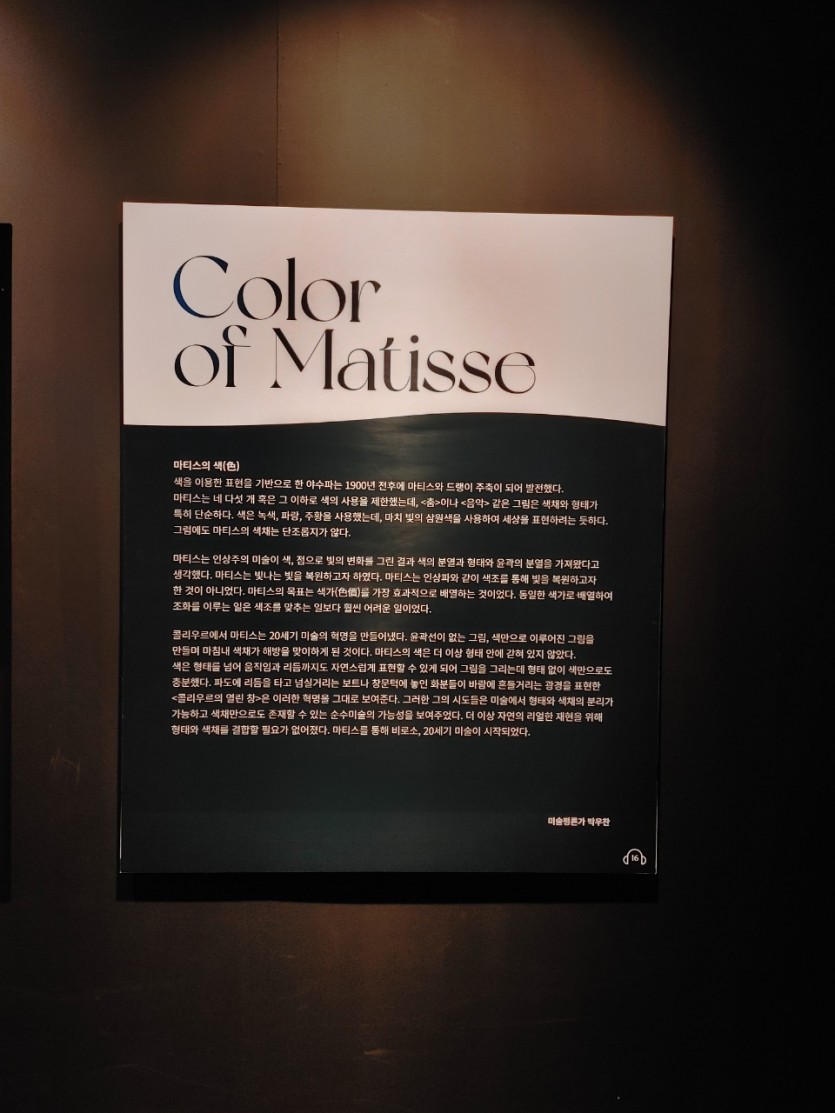 Color
of Matisse
마티스의 색(色)
색을 이용한 표현을 기반으로 한 야수파는 1900년 전후에 마티스와 드랭이 주축이 되어 발전했다.
마티스는 네 다섯 개 혹은 그 이하로 색의 사용을 제한했는데, <춤>이나 <음악> 같은 그림은 색채와 형태가
특히 단순하다. 색은 녹색, 파랑, 주황을 사용했는데, 마치 빛의 삼원색을 사용하여 세상을 표현하려는 듯하다.
그럼에도 마티스의 색채는 단조롭지가 않다.
마티스는 인상주의 미술이 색, 점으로 빛의 변화를 그린 결과 색의 분열과 형태와 윤곽의 분열을 가져왔다고
생각했다. 마티스는 빛나는 빛을 복원하고자 하였다. 마티스는 인상파와 같이 색조를 통해 빛을 복원하고자
한 것이 아니었다. 마티스의 목표는 색가(色價)를 가장 효과적으로 배열하는 것이었다. 동일한 색가로 배열하여
조화를 이루는 일은 색조를 맞추는 일보다 훨씬 어려운 일이었다.
콜리우르에서 마티스는 20세기 미술의 혁명을 만들어냈다. 윤곽선이 없는 그림, 색만으로 이루어진 그림을
만들며 마침내 색채가 해방을 맞이하게 된 것이다. 마티스의 색은 더 이상 형태 안에 갇혀 있지 않았다.
색은 형태를 넘어 움직임과 리듬까지도 자연스럽게 표현할 수 있게 되어 그림을 그리는데 형태 없이 색만으로도
충분했다. 파도에 리듬을 타고 넘실거리는 보트나 창문턱에 놓인 화분들이 바람에 흔들거리는 광경을 표현한
<콜리우르의 열린 창>은 이러한 혁명을 그대로 보여준다. 그러한 그의 시도들은 미술에서 형태와 색채의 분리가
가능하고 색채만으로도 존재할 수 있는 순수미술의 가능성을 보여주었다. 더 이상 자연의 리얼한 재현을 위해
형태와 색채를 결합할 필요가 없어졌다. 마티스를 통해 비로소, 20세기 미술이 시작되었다.
미술평론가 박우찬
16